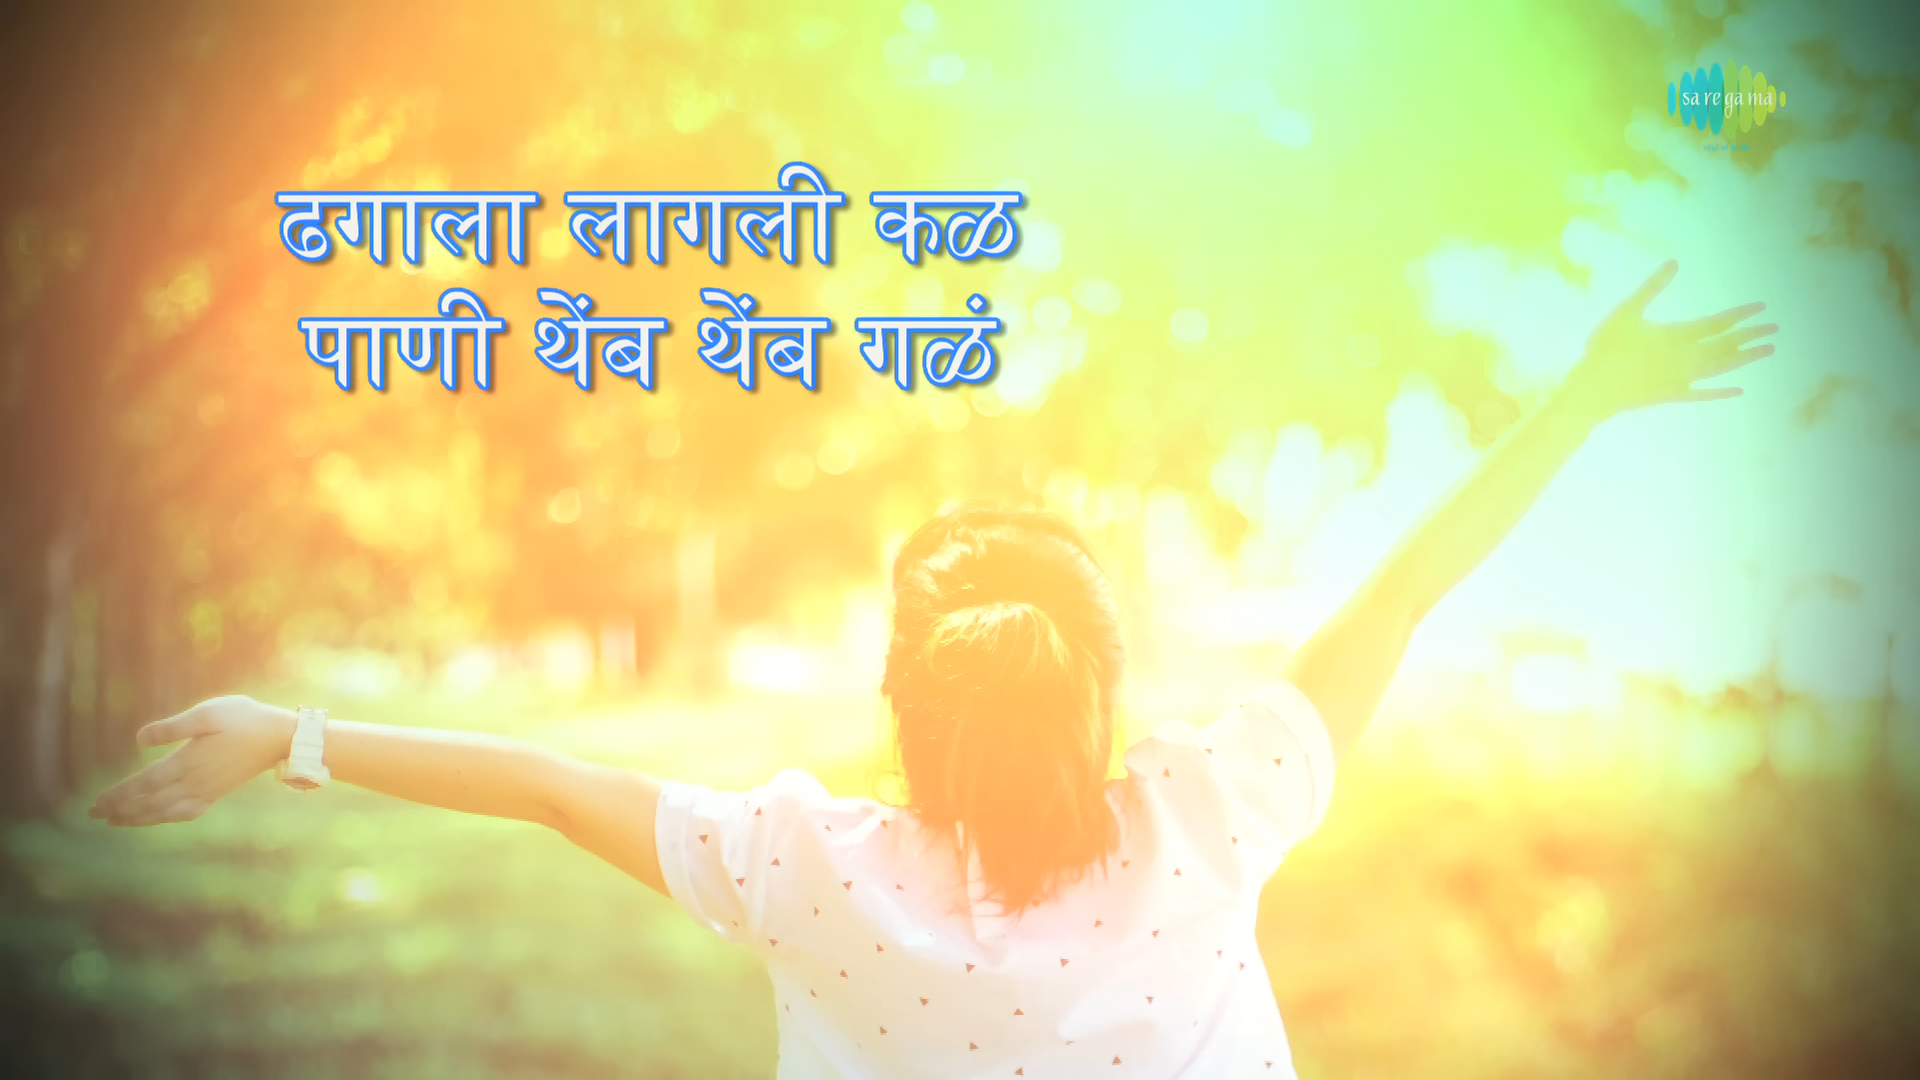 sa re ga ma
ढगाला लागली कळ
पाणी थेंब थेंब गळं